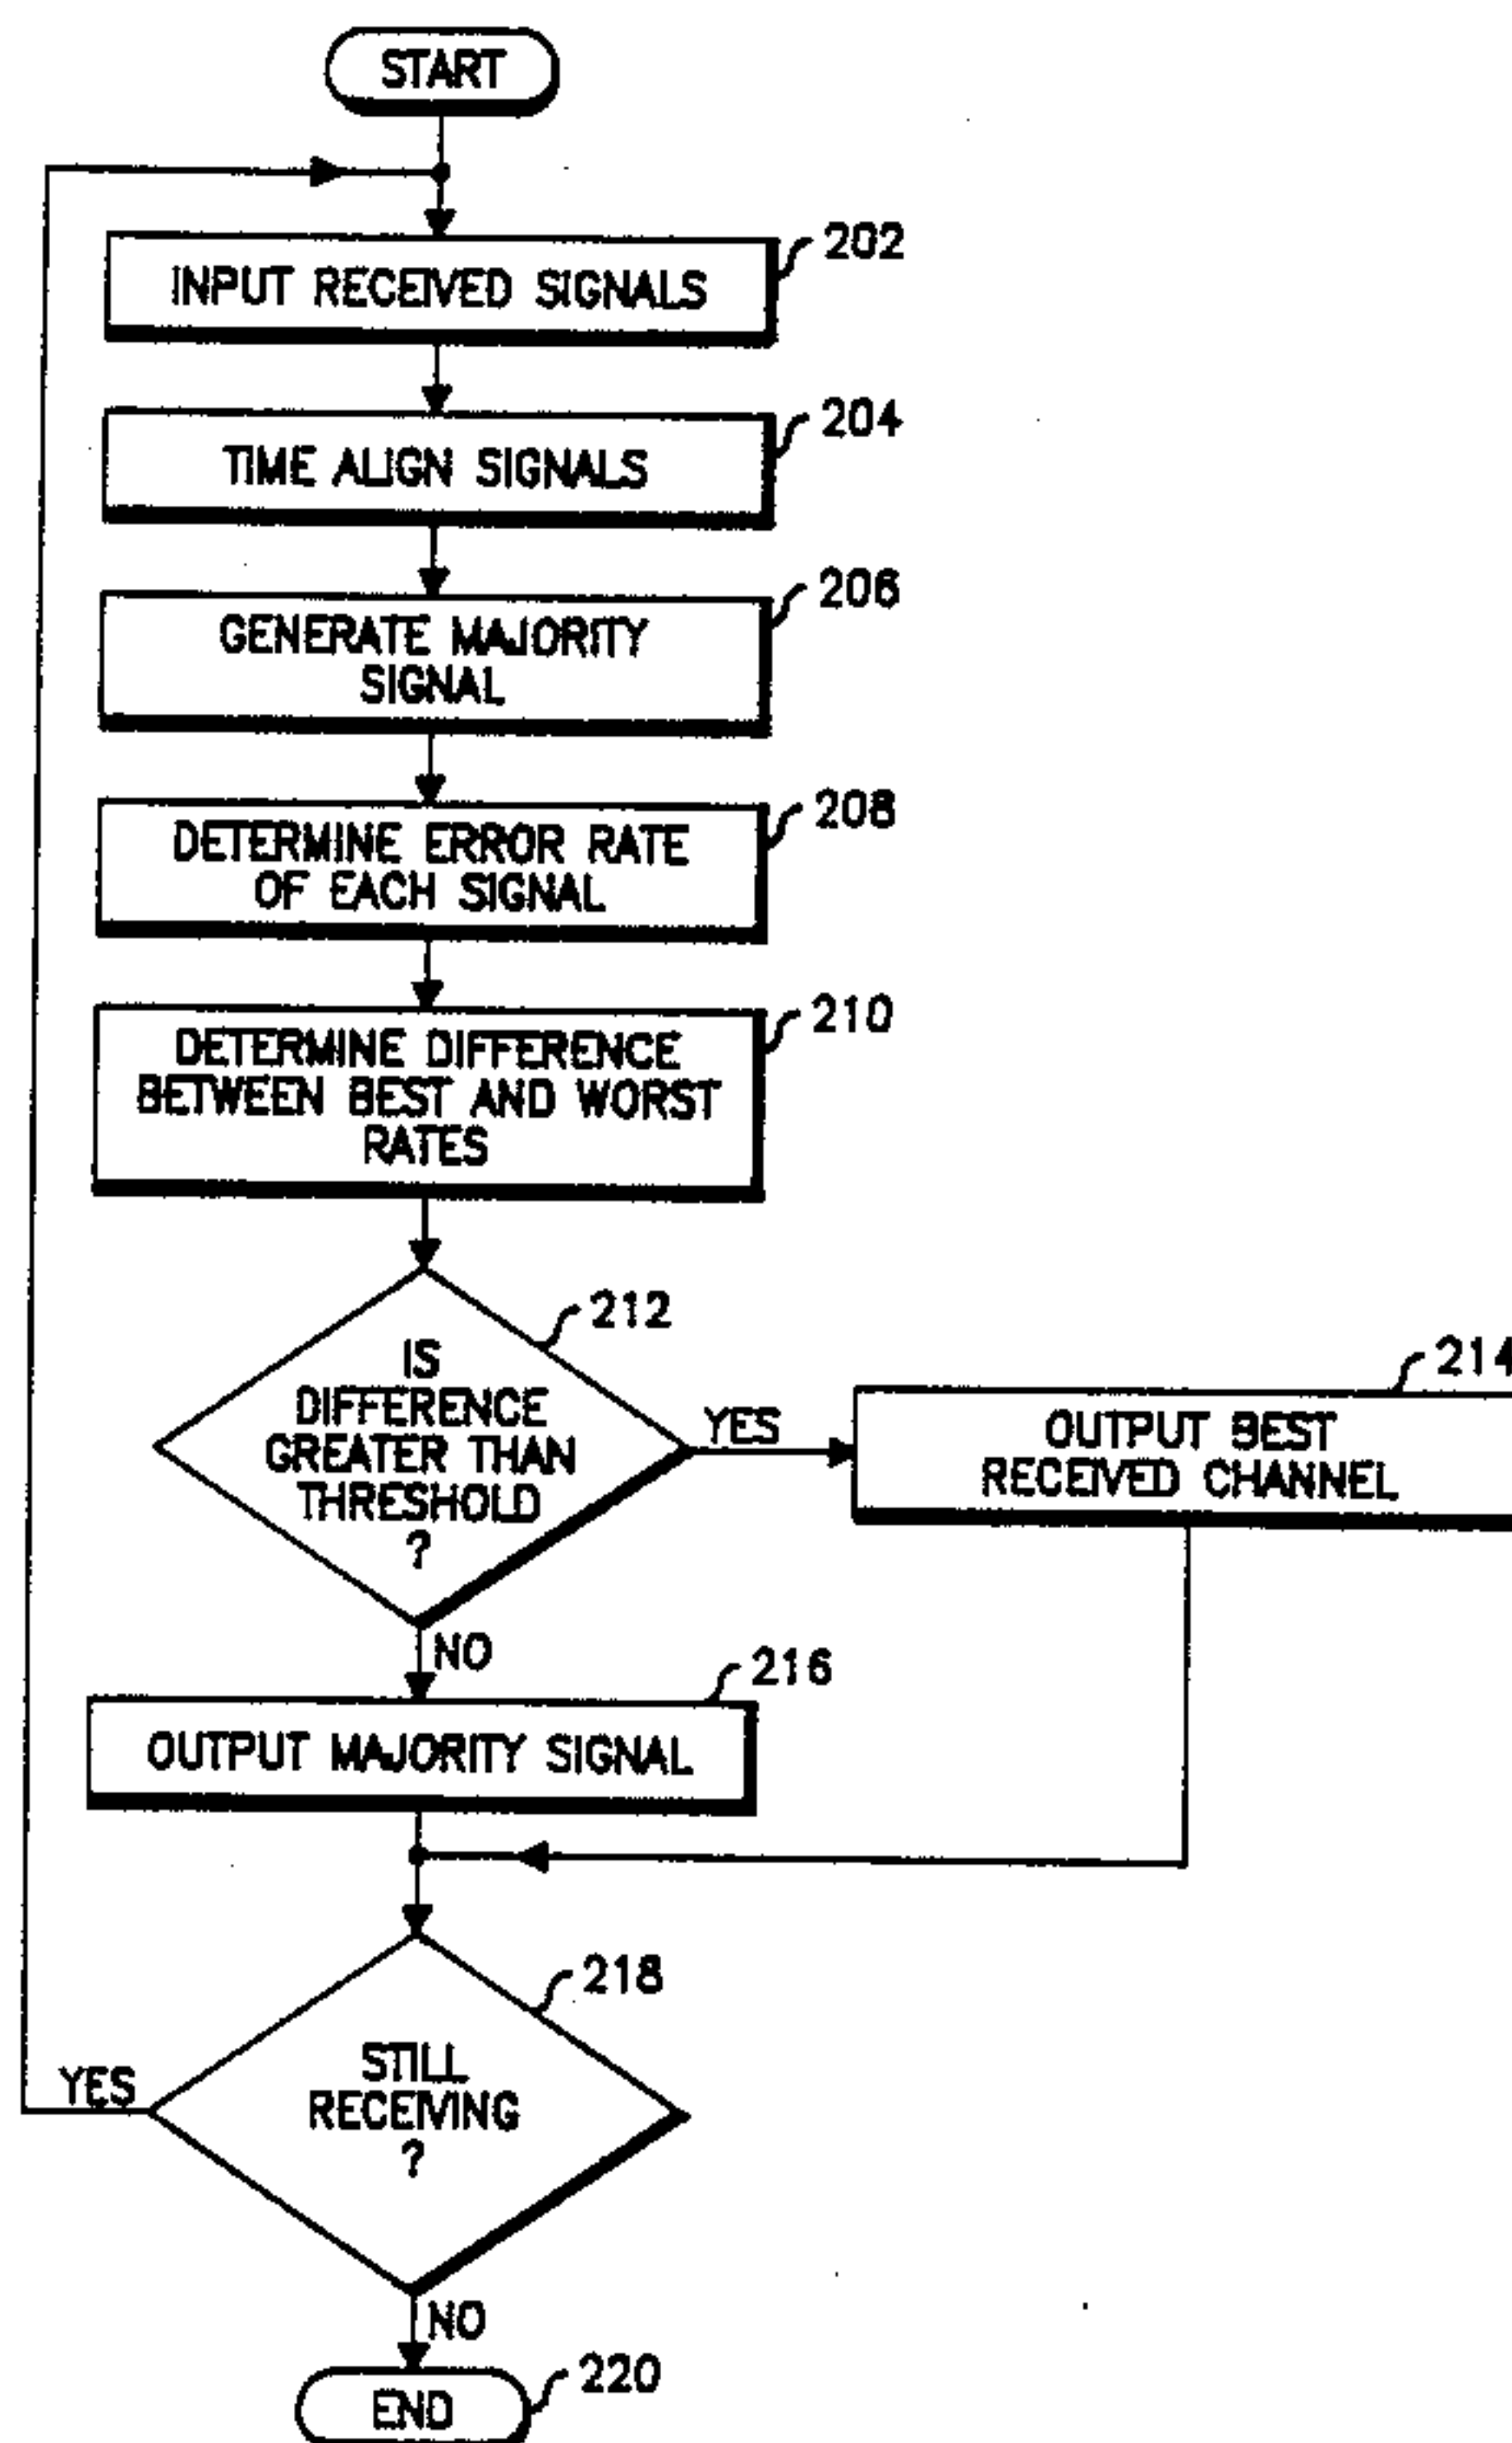 START
202
INPUT RECEIVED SIGNALS
204
TIME ALIGN SIGNALS
206
GENERATE MAJORITY
SIGNAL
208
DETERMINE ERROR RATE
OF EACH SIGNAL
210
DETERMINE DIFFERENCE
BETWEEN BEST AND WORST
RATES
212
IS
DIFFERENCE
GREATER THAN
THRESHOLD
?
YES
214
OUTPUT BEST
RECEIVED CHANNEL
NO
216
OUTPUT MAJORITY SIGNAL
218
STILL
RECEIVING
?
YES
NO
220
END